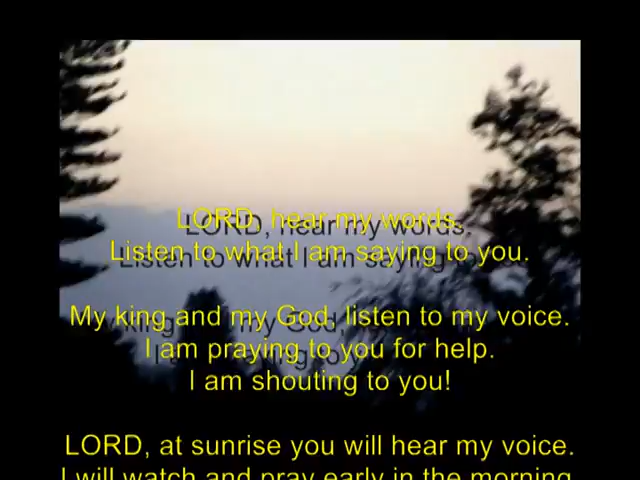 LORD, hear my words.
Listen to what I am saying to you.
My king and my God, listen to my voice.
I am praying to you for help.
I am shouting to you!
LORD, at sunrise you will hear my voice.
I will watch and pray early in the morning